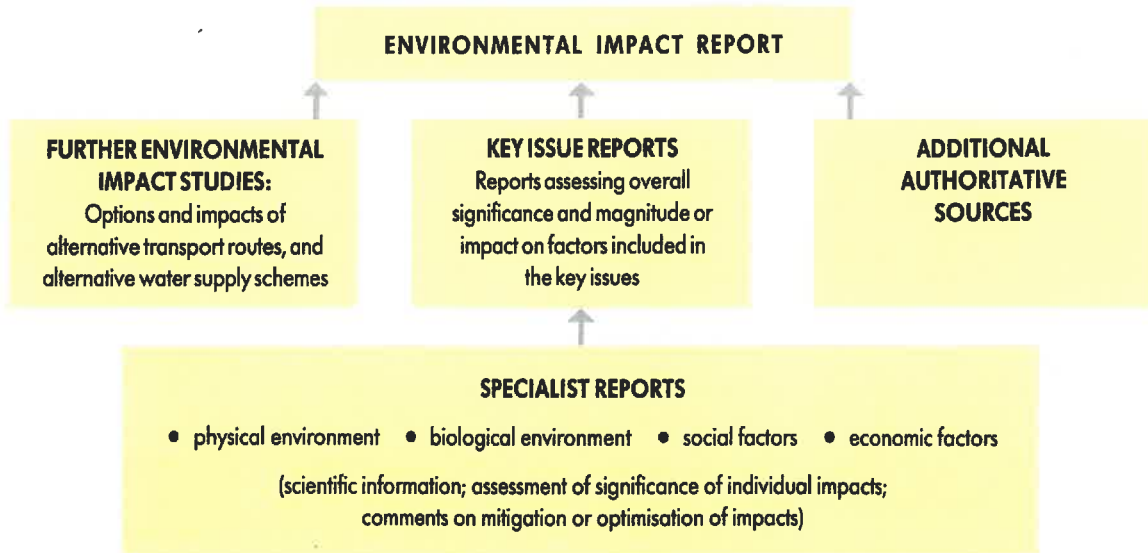 ENVIRONMENTAL IMPACT REPORT
FURTHER ENVIRONMENTAL
IMPACT STUDIES:
Options and impacts of
alternative transport routes, and
alternative water supply schemes
KEY ISSUE REPORTS
Reports assessing overall
significance and magnitude or
impact on factors included in
the key issues
ADDITIONAL
AUTHORITATIVE
SOURCES
SPECIALIST REPORTS
• physical environment • biological environment • social factors • economic factors
(scientific information; assessment of significance of individual impacts;
comments on mitigation or optimisation of impacts)